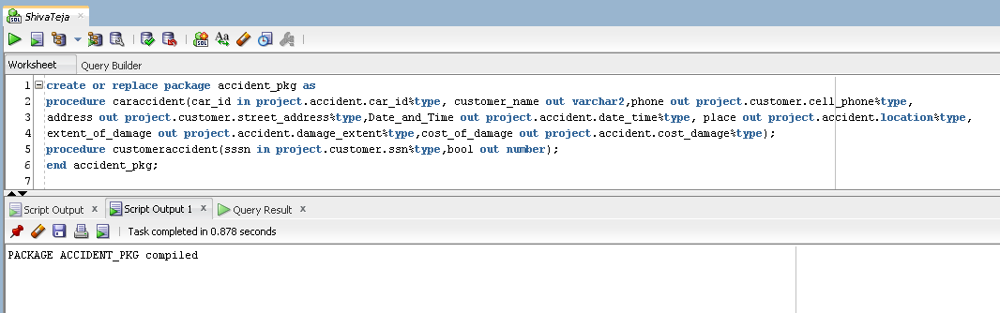 ShivaTeja
Worksheet Query Builder
1 create or replace package accident_pkg as
2 procedure caraccident(car_id in project.accident.car_id%type, customer_name out varchar2,phone out project.customer.cell_phone%type,
3 address out project.customer.street_address%type,Date_and_Time out project.accident.date_time%type, place out project.accident.location%type,
4 extent_of_damage out project.accident.damage_extent%type,cost_of_damage out project.accident.cost_damage%type);
5 procedure customeraccident(sssn in project.customer.ssn%type,bool out number);
6 end accident_pkg;
7
Script Output x Script Output 1 x Query Result x
Task completed in 0.878 seconds
PACKAGE ACCIDENT_PKG compiled